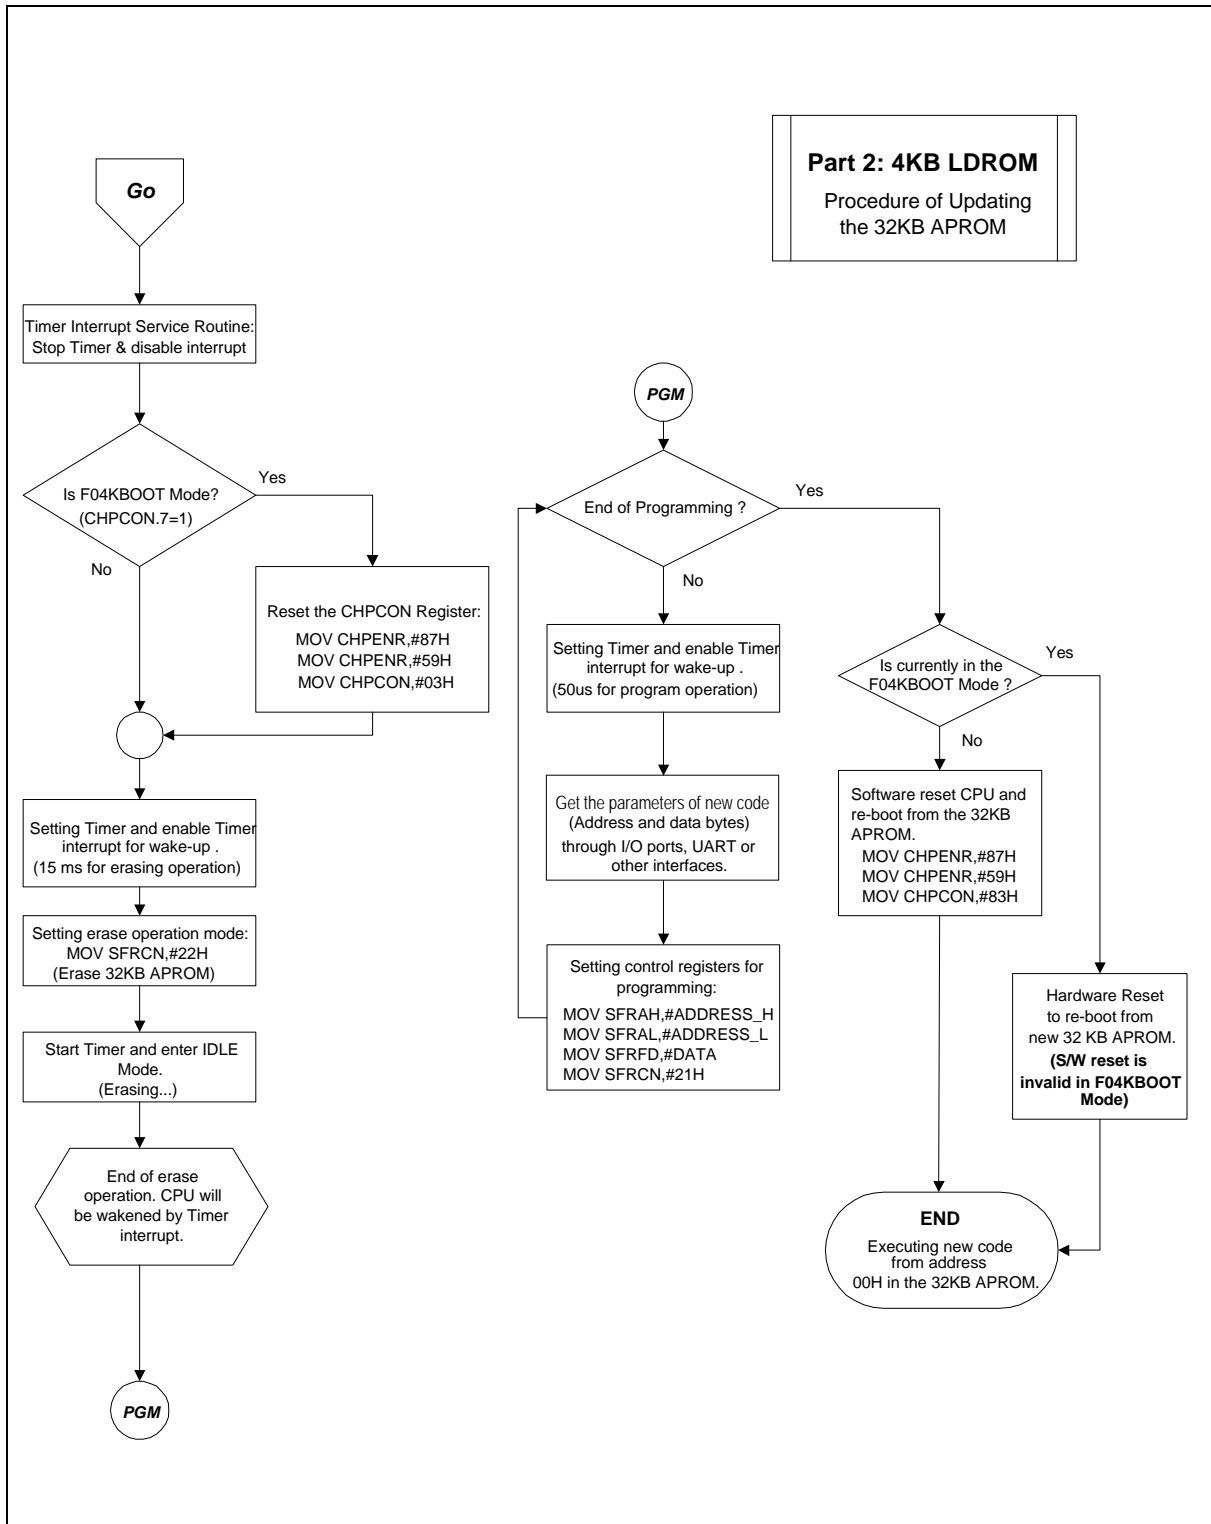 Part 2: 4KB LDROM
Procedure of Updating
the 32KB APROM
Go
Timer Interrupt Service Routine:
Stop Timer & disable interrupt
Is F04KBOOT Mode?
(CHPCON.7=1)
Yes
No
Reset the CHPCON Register:
MOV CHPENR,#87H
MOV CHPENR,#59H
MOV CHPCON,#03H
Setting Timer and enable Timer
interrupt for wake-up .
(15 ms for erasing operation)
Setting erase operation mode:
MOV SFRCN,#22H
(Erase 32KB APROM)
Start Timer and enter IDLE
Mode.
(Erasing...)
End of erase
operation. CPU will
be wakened by Timer
interrupt.
PGM
PGM
End of Programming ?
Yes
No
Setting Timer and enable Timer
interrupt for wake-up .
(50us for program operation)
Get the parameters of new code
(Address and data bytes)
through I/O ports, UART or
other interfaces.
Setting control registers for
programming:
MOV SFRAH,#ADDRESS_H
MOV SFRAL,#ADDRESS_L
MOV SFRFD,#DATA
MOV SFRCN,#21H
Is currently in the
F04KBOOT Mode ?
Yes
No
Software reset CPU and
re-boot from the 32KB
APROM.
MOV CHPENR,#87H
MOV CHPENR,#59H
MOV CHPCON,#83H
Hardware Reset
to re-boot from
new 32 KB APROM.
(S/W reset is
invalid in F04KBOOT
Mode)
END
Executing new code
from address
00H in the 32KB APROM.